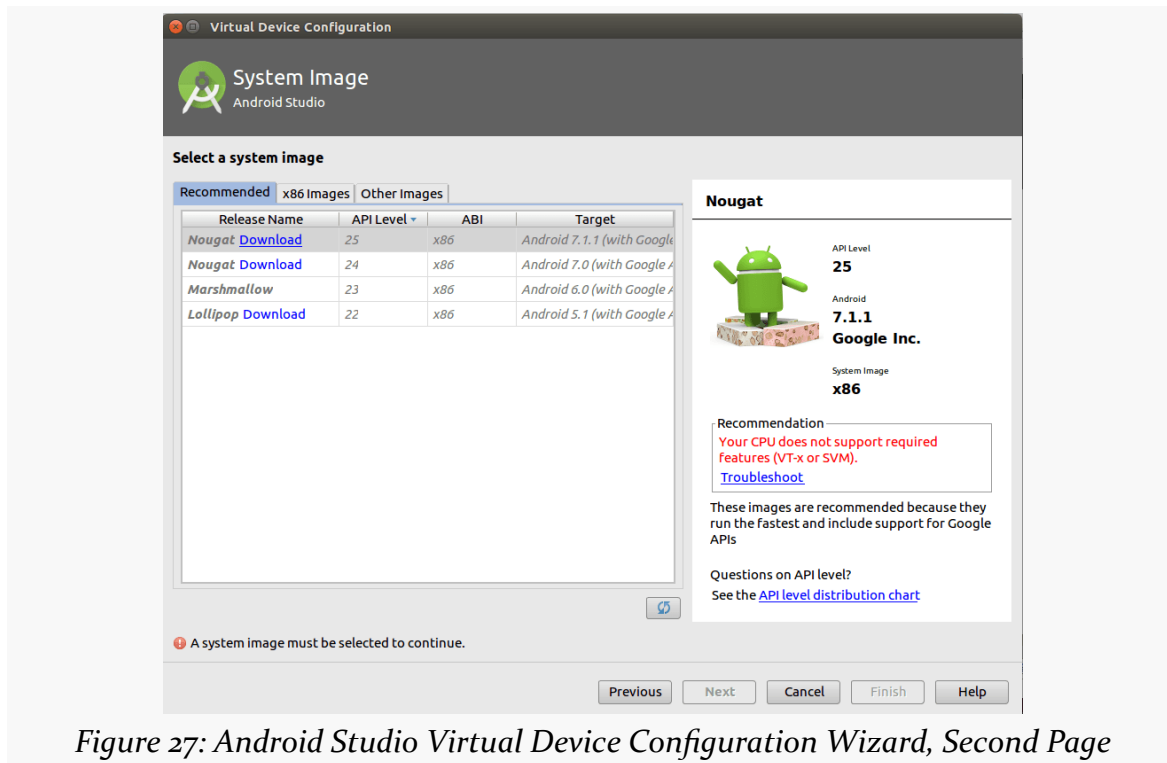 Virtual Device Configuration
System Image
Android Studio
Select a system image
Recommended x86 Images Other Images
Release Name API Level ABI Target
Nougat Download 25 x86 Android 7.1.1 (with Google
Nougat Download 24 x86 Android 7.0 (with Google A
Marshmallow 23 x86 Android 6.0 (with Google A
Lollipop Download 22 x86 Android 5.1 (with Google A
Nougat
API Level
25
Android
7.1.1
Google Inc.
System Image
x86
Recommendation
Your CPU does not support required
features (VT-x or SVM).
Troubleshoot
These images are recommended because they
run the fastest and include support for Google
APIs
Questions on API level?
See the API level distribution chart
A system image must be selected to continue.
Previous Next Cancel Finish Help
Figure 27: Android Studio Virtual Device Configuration Wizard, Second Page